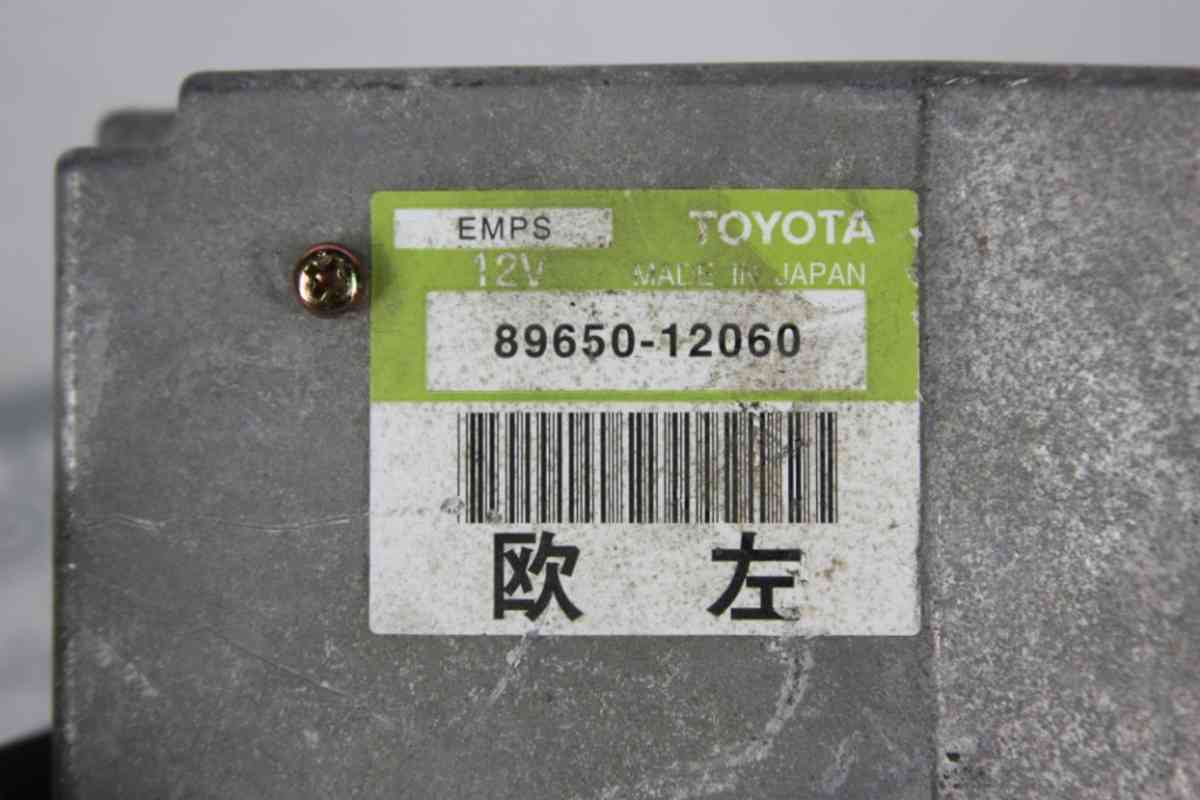 EMPS TOYOTA
12V MADE IN JAPAN
89650-12060
欧 左